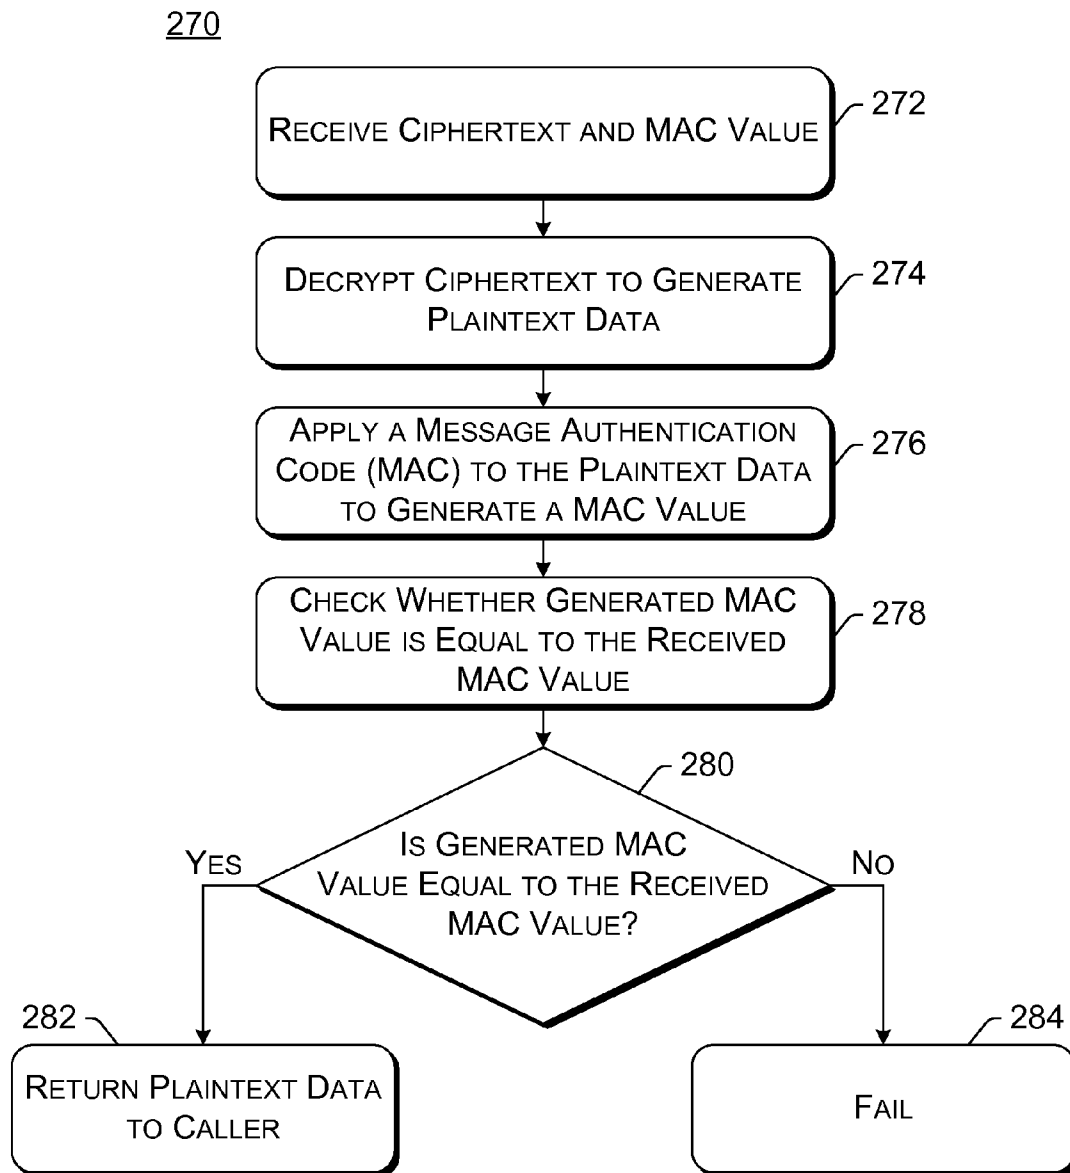 270
RECEIVE CIPHERTEXT AND MAC VALUE
272
DECRYPT CIPHERTEXT TO GENERATE
PLAINTEXT DATA
274
APPLY A MESSAGE AUTHENTICATION
CODE (MAC) TO THE PLAINTEXT DATA
TO GENERATE A MAC VALUE
276
CHECK WHETHER GENERATED MAC
VALUE IS EQUAL TO THE RECEIVED
MAC VALUE
278
280
IS GENERATED MAC
VALUE EQUAL TO THE RECEIVED
MAC VALUE?
YES
NO
282
RETURN PLAINTEXT DATA
TO CALLER
284
FAIL